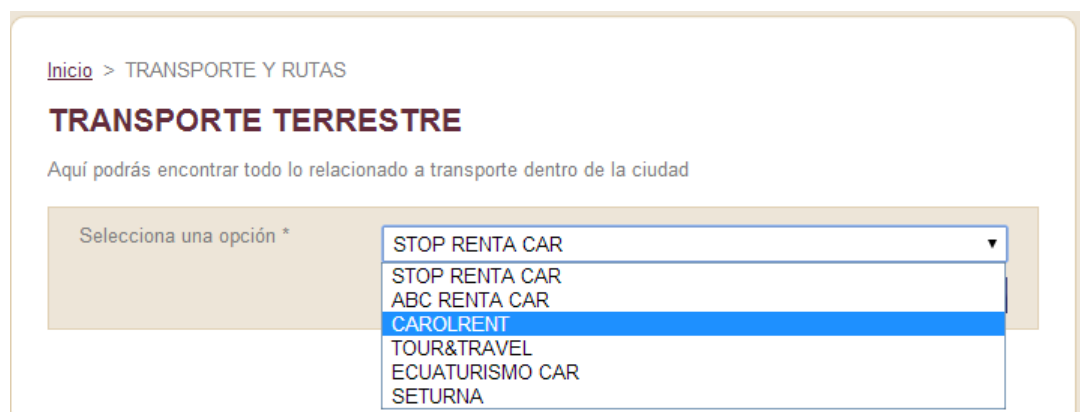 Inicio > TRANSPORTE Y RUTAS
TRANSPORTE TERRESTRE
Aquí podrás encontrar todo lo relacionado a transporte dentro de la ciudad
Selecciona una opción *
STOP RENTA CAR
STOP RENTA CAR
ABC RENTA CAR
CAROLRENT
TOUR&TRAVEL
ECUATURISMO CAR
SETURNA